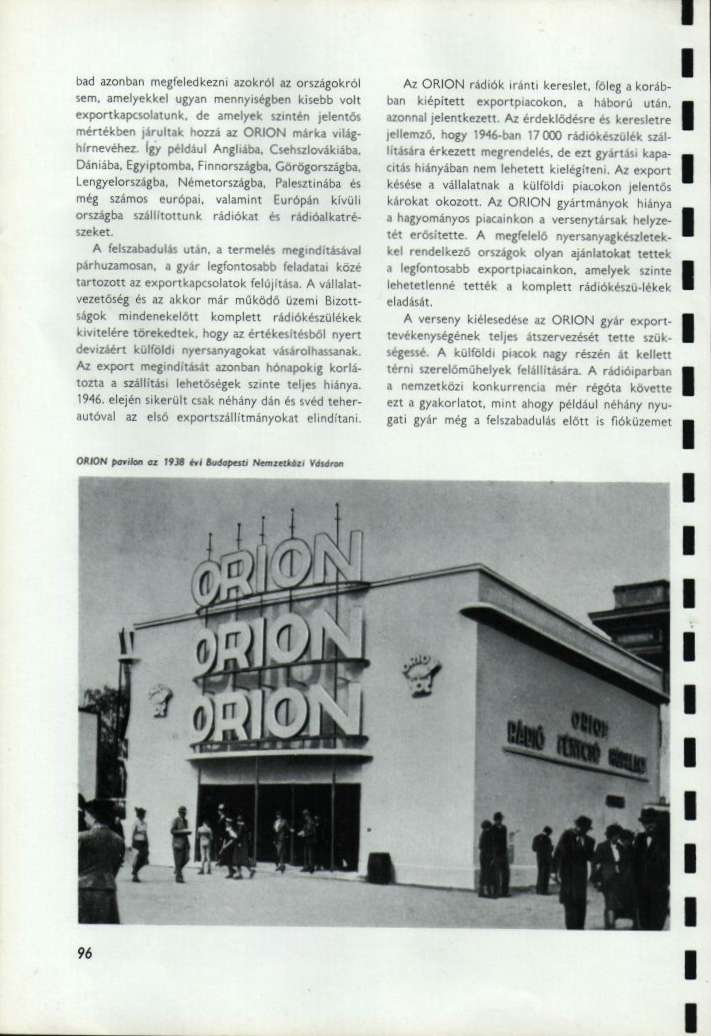 bad azonban megfeledkezni azokról az országokról
sem, amelyekkel ugyan mennyiségben kisebb volt
exportkapcsolatunk, de amelyek szintén jelentős
mértékben járultak hozzá az ORION márka világ-
hírnevéhez. Így például Angliába, Csehszlovákiába,
Dániába, Egyiptomba, Finnországba, Görögországba,
Lengyelországba, Németországba, Palesztinába és
még számos európai, valamint Európán kívüli
országba szállítottunk rádiókat és rádióalkatré-
szeket.
A felszabadulás után, a termelés megindításával
párhuzamosan, a gyár legfontosabb feladatai közé
tartozott az exportkapcsolatok felújítása. A vállalat-
vezetőség és az akkor már működő üzemi Bizott-
ságok mindenekelőtt komplett rádiókészülékek
kivitelére törekedtek, hogy az értékesítésből nyert
devizáért külföldi nyersanyagokat vásárolhassanak.
Az export megindítását azonban hónapokig korlá-
tozta a szállítási lehetőségek szinte teljes hiánya.
1946. elején sikerült csak néhány dán és svéd teher-
autóval az első exportszállítmányokat elindítani.
Az ORION rádiók iránti kereslet, főleg a koráb-
ban kiépített exportpiacokon, a háború után,
azonnal jelentkezett. Az érdeklődésre és keresletre
jellemző, hogy 1946-ban 17 000 rádiókészülék szál-
lítására érkezett megrendelés, de ezt gyártási kapa-
citás hiányában nem lehetett kielégíteni. Az export
késése a vállalatnak a külföldi piacokon jelentős
károkat okozott. Az ORION gyártmányok hiánya
a hagyományos piacainkon a versenytársak helyze-
tét erősítette. A megfelelő nyersanyagkészletek-
kel rendelkező országok olyan ajánlatokat tettek
a legfontosabb exportpiacainkon, amelyek szinte
lehetetlenné tették a komplett rádiókészü-lékek
eladását.
A verseny kiélesedése az ORION gyár export-
tevékenységének teljes átszervezését tette szük-
ségessé. A külföldi piacok nagy részén át kellett
térni szerelőműhelyek felállítására. A rádióiparban
a nemzetközi konkurrencia mér régóta követte
ezt a gyakorlatot, mint ahogy például néhány nyu-
gati gyár még a felszabadulás előtt is fióküzemet
ORION pavilon az 1938 évi Budapesti Nemzetközi Vásáron
ORION
ORION
ORION
ORIO
ORION
RÁDIÓ FÉNYCSŐ
96